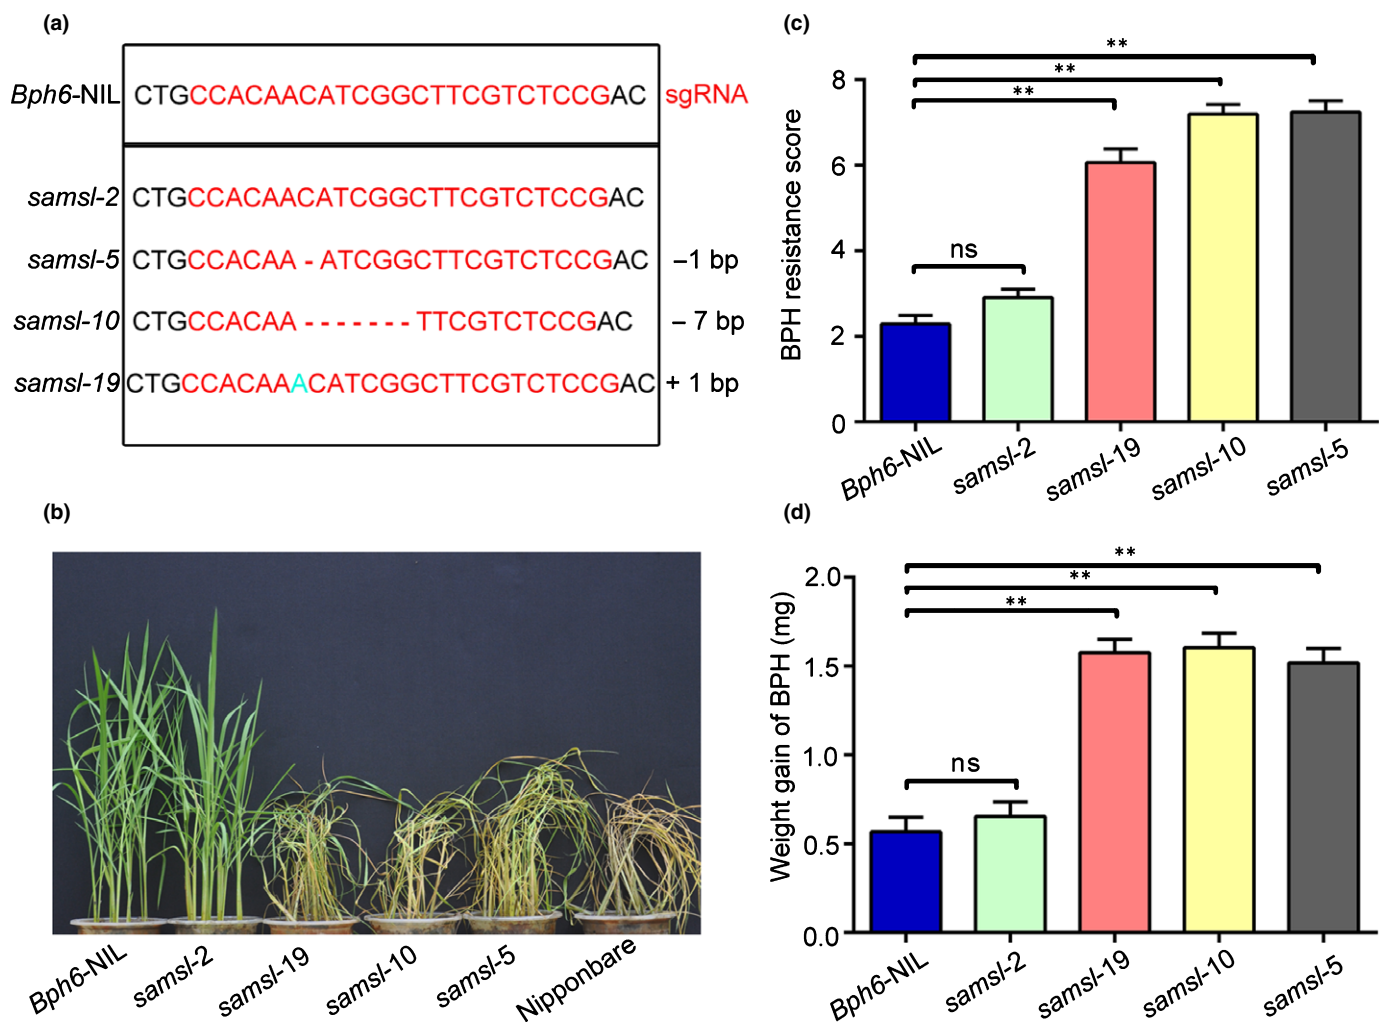 (a)
Bph6-NIL CTGCCACAACATCGGCTTCGTCTCCGAC sgRNA
samsl-2 CTGCCACAACATCGGCTTCGTCTCCGAC
samsl-5 CTGCCACAA - ATCGGCTTCGTCTCCGAC −1 bp
samsl-10 CTGCCACAA - - - - - - - TTCGTCTCCGAC − 7 bp
samsl-19 CTGCCACAAACATCGGCTTCGTCTCCGAC + 1 bp
(b)
Bph6-NIL samsl-2 samsl-19 samsl-10 samsl-5 Nipponbare
(c)
BPH resistance score
8
6
4
2
0
**
**
**
ns
Bph6-NIL samsl-2 samsl-19 samsl-10 samsl-5
(d)
Weight gain of BPH (mg)
2.0
1.5
1.0
0.5
0.0
**
**
**
ns
Bph6-NIL samsl-2 samsl-19 samsl-10 samsl-5